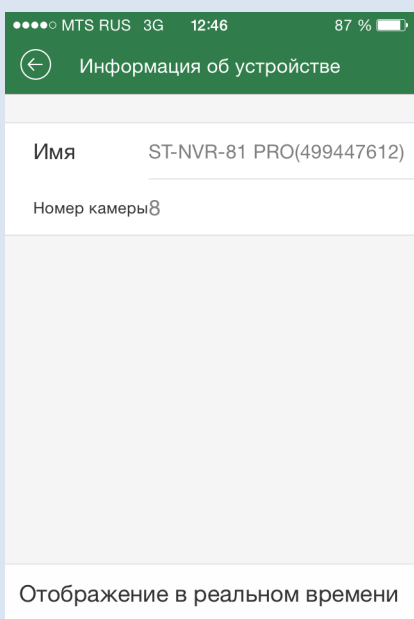 MTS RUS 3G 12:46 87 %
Информация об устройстве
Имя ST-NVR-81 PRO(499447612)
Номер камеры8
Отображение в реальном времени